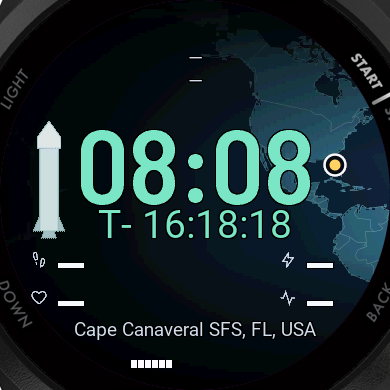 LIGHT
START
08:08
T- 16:18:18
DOWN
BACK
Cape Canaveral SFS, FL, USA